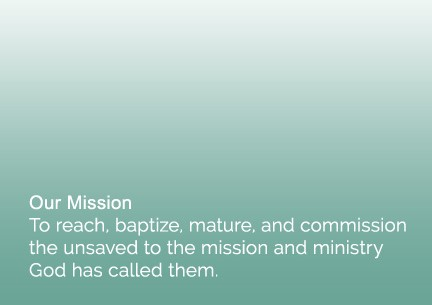 Our Mission
To reach, baptize, mature, and commission
the unsaved to the mission and ministry
God has called them.